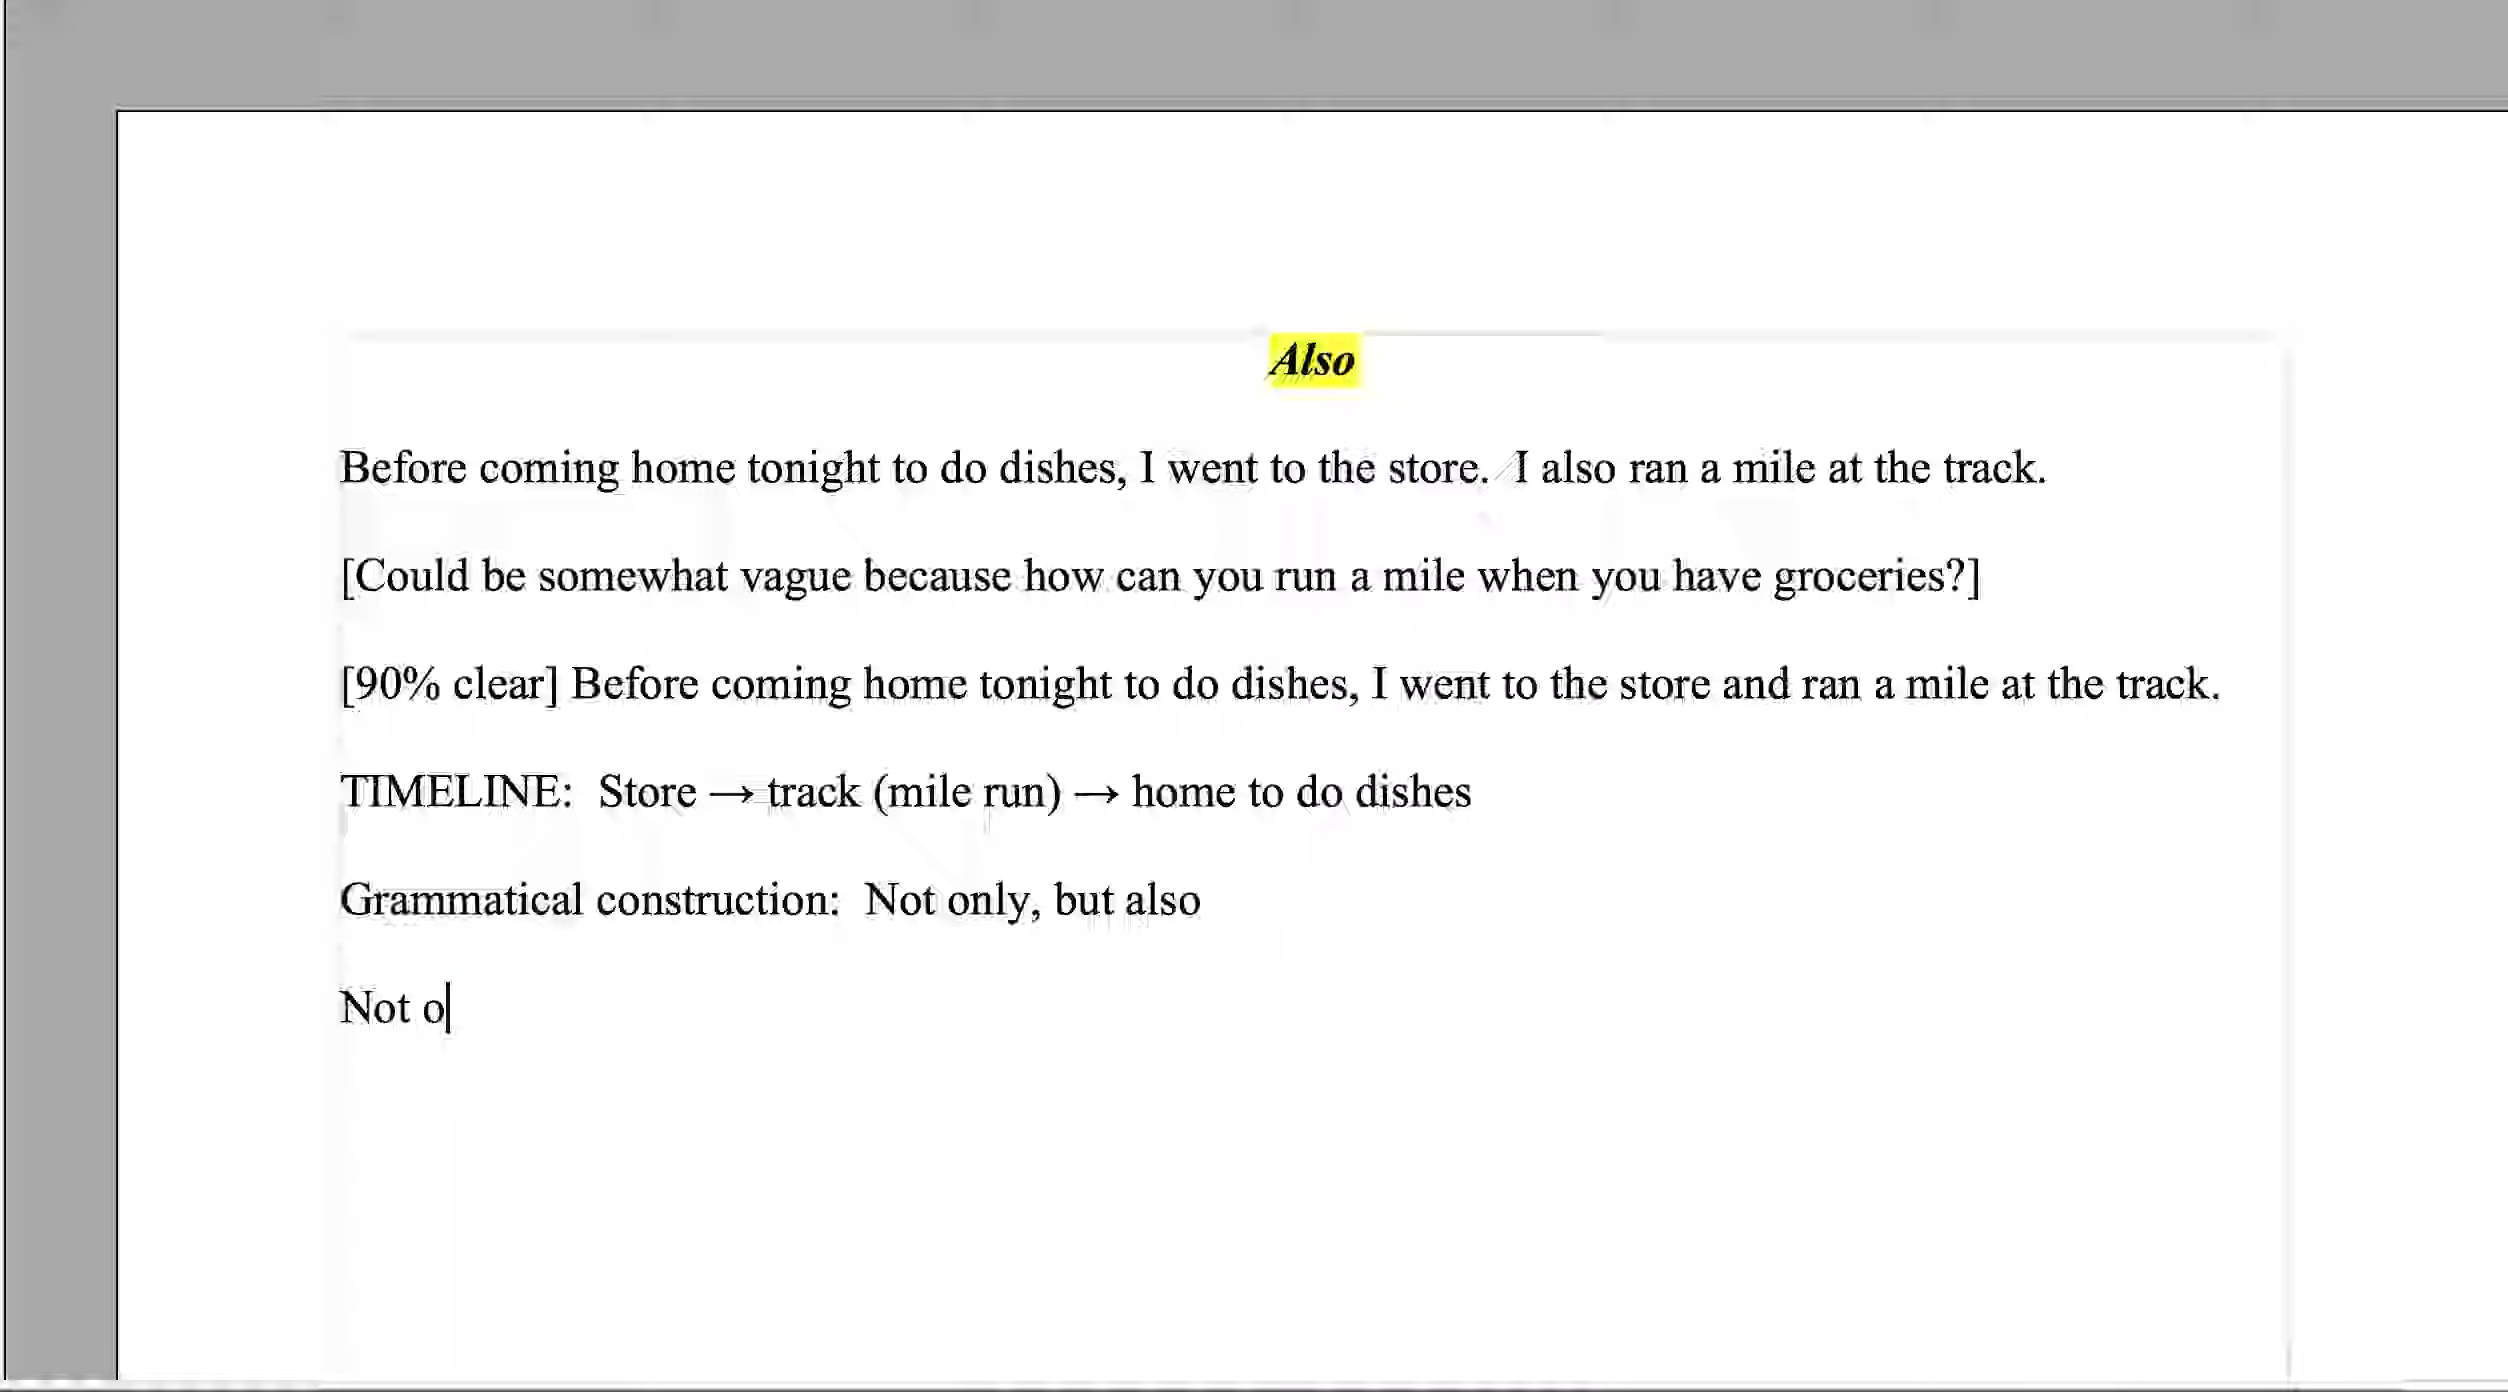 Also
Before coming home tonight to do dishes, I went to the store.  I also ran a mile at the track.
[Could be somewhat vague because how can you run a mile when you have groceries?]
[90% clear] Before coming home tonight to do dishes, I went to the store and ran a mile at the track.
TIMELINE:  Store → track (mile run) → home to do dishes
Grammatical construction:  Not only, but also
Not o